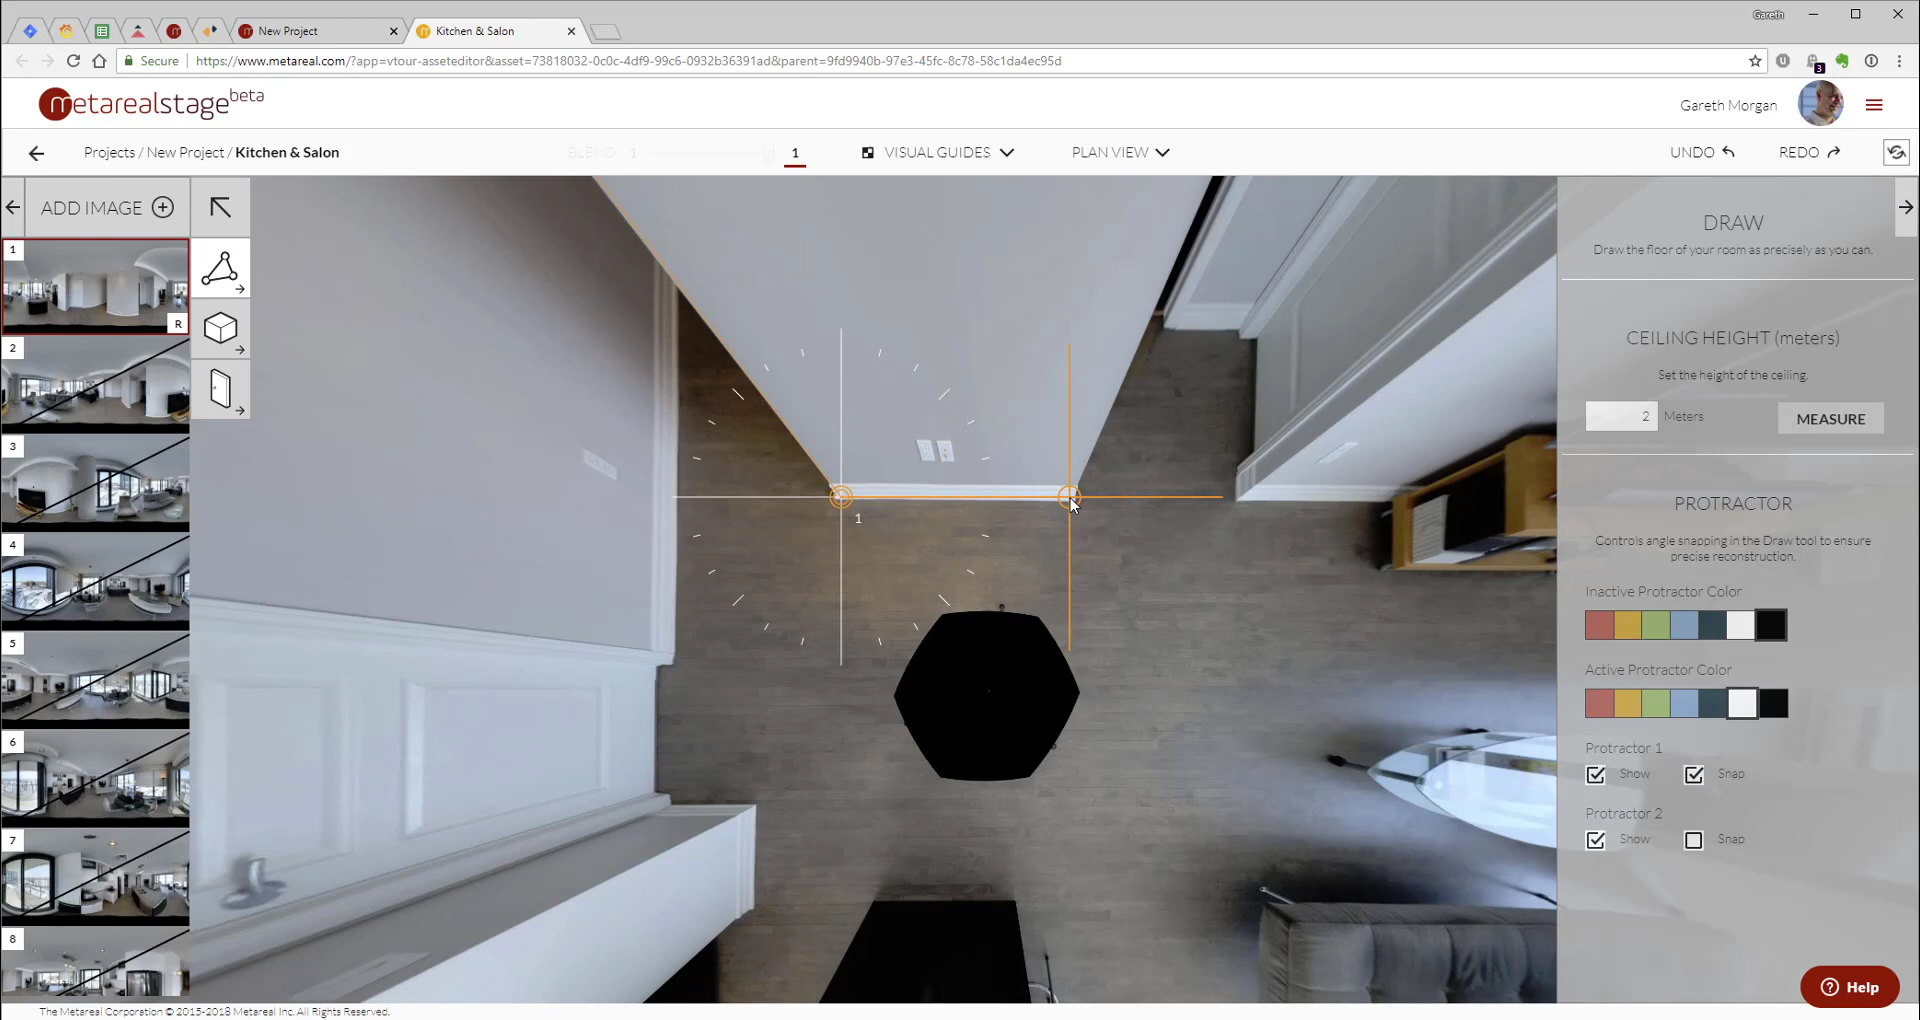 Gareth
New Project
Kitchen & Salon
Secure
https://www.metareal.com/?app=vtour-asseteditor&asset=73818032-0c0c-4df9-99c6-0932b36391ad&parent=9fd9940b-97e3-45fc-8c78-58c1da4ec95d
3
metarealstage beta
Gareth Morgan
Projects / New Project / Kitchen & Salon
BLEND 1
1
VISUAL GUIDES
PLAN VIEW
UNDO
REDO
ADD IMAGE
1
R
2
3
4
5
6
7
8
1
DRAW
Draw the floor of your room as precisely as you can.
CEILING HEIGHT (meters)
Set the height of the ceiling.
2 Meters
MEASURE
PROTRACTOR
Controls angle snapping in the Draw tool to ensure
precise reconstruction.
Inactive Protractor Color
Active Protractor Color
Protractor 1
Show Snap
Protractor 2
Show Snap
Help
The Metareal Corporation © 2015-2018 Metareal Inc. All Rights Reserved.